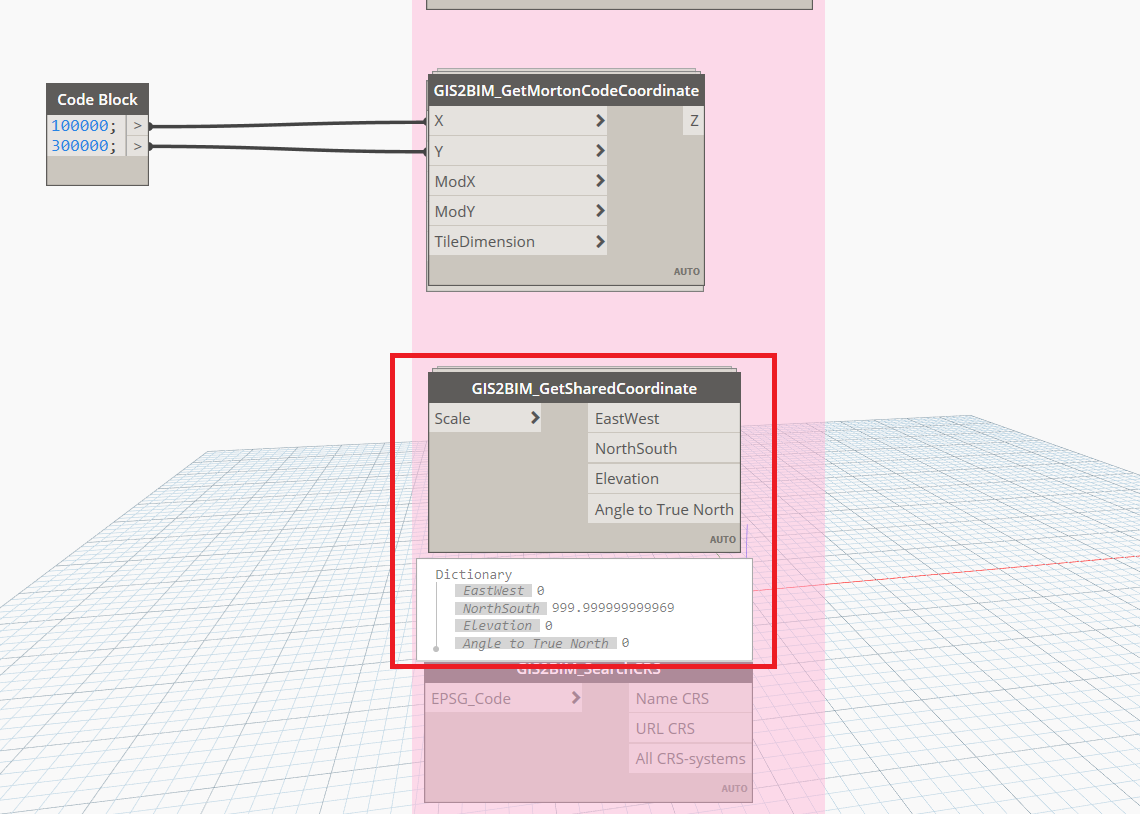 Code Block
100000; >
300000; >
GIS2BIM_GetMortonCodeCoordinate
X Z
Y
ModX
ModY
TileDimension
AUTO
GIS2BIM_GetSharedCoordinate
Scale EastWest
NorthSouth
Elevation
Angle to True North
AUTO
Dictionary
EastWest 0
NorthSouth 999.999999999969
Elevation 0
Angle to True North 0
GIS2BIM_SearchCRS
EPSG_Code Name CRS
URL CRS
All CRS-systems
AUTO